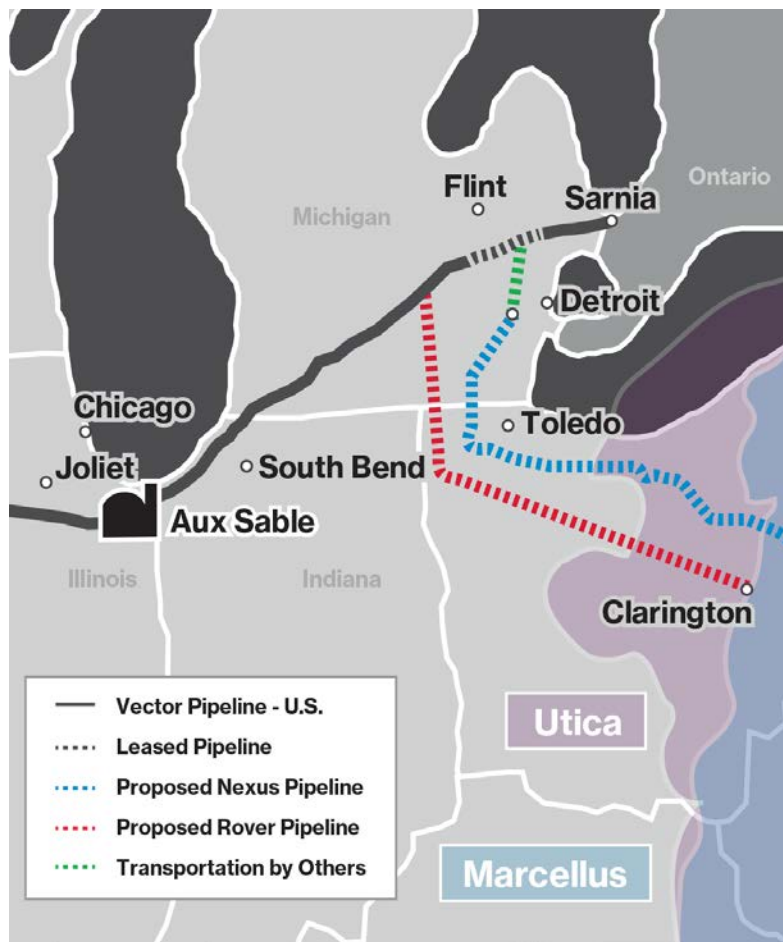 Flint
Sarnia
Ontario
Michigan
Detroit
Chicago
Toledo
Joliet
South Bend
Aux Sable
Illinois
Indiana
Clarington
Utica
Marcellus
Vector Pipeline - U.S.
Leased Pipeline
Proposed Nexus Pipeline
Proposed Rover Pipeline
Transportation by Others